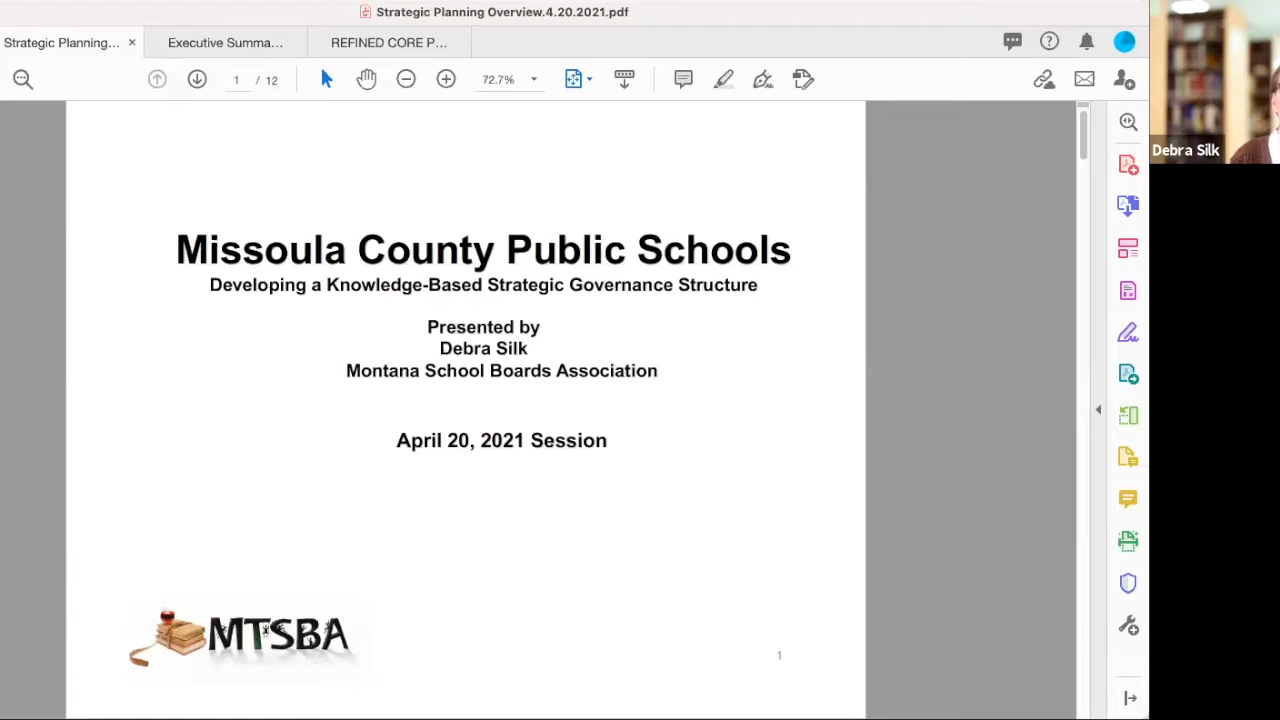 Strategic Planning Overview.4.20.2021.pdf
Strategic Planning... ×
Executive Summa...
REFINED CORE P...
1 / 12
72.7%
Debra Silk
Missoula County Public Schools
Developing a Knowledge-Based Strategic Governance Structure
Presented by
Debra Silk
Montana School Boards Association
April 20, 2021 Session
MTSBA
1